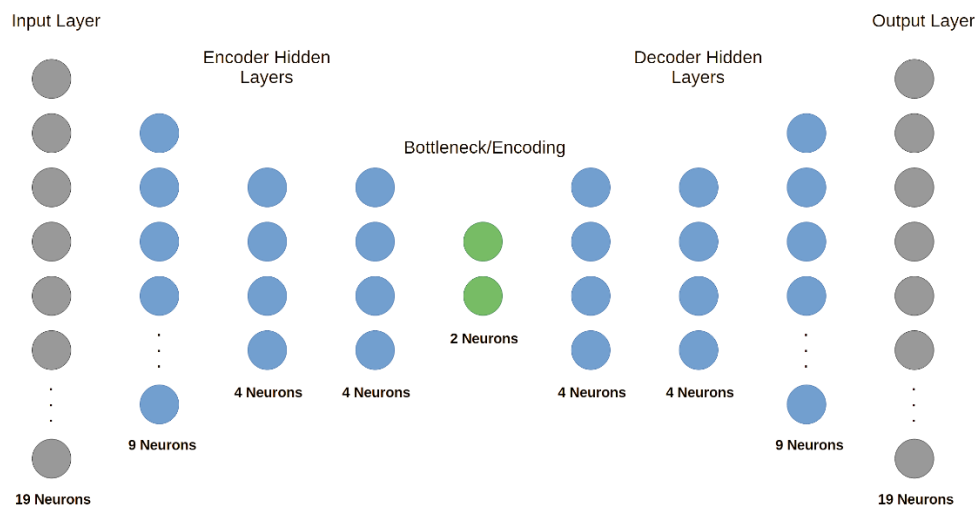 Input Layer
Output Layer
Encoder Hidden
Layers
Decoder Hidden
Layers
Bottleneck/Encoding
2 Neurons
4 Neurons
4 Neurons
4 Neurons
4 Neurons
9 Neurons
9 Neurons
19 Neurons
19 Neurons